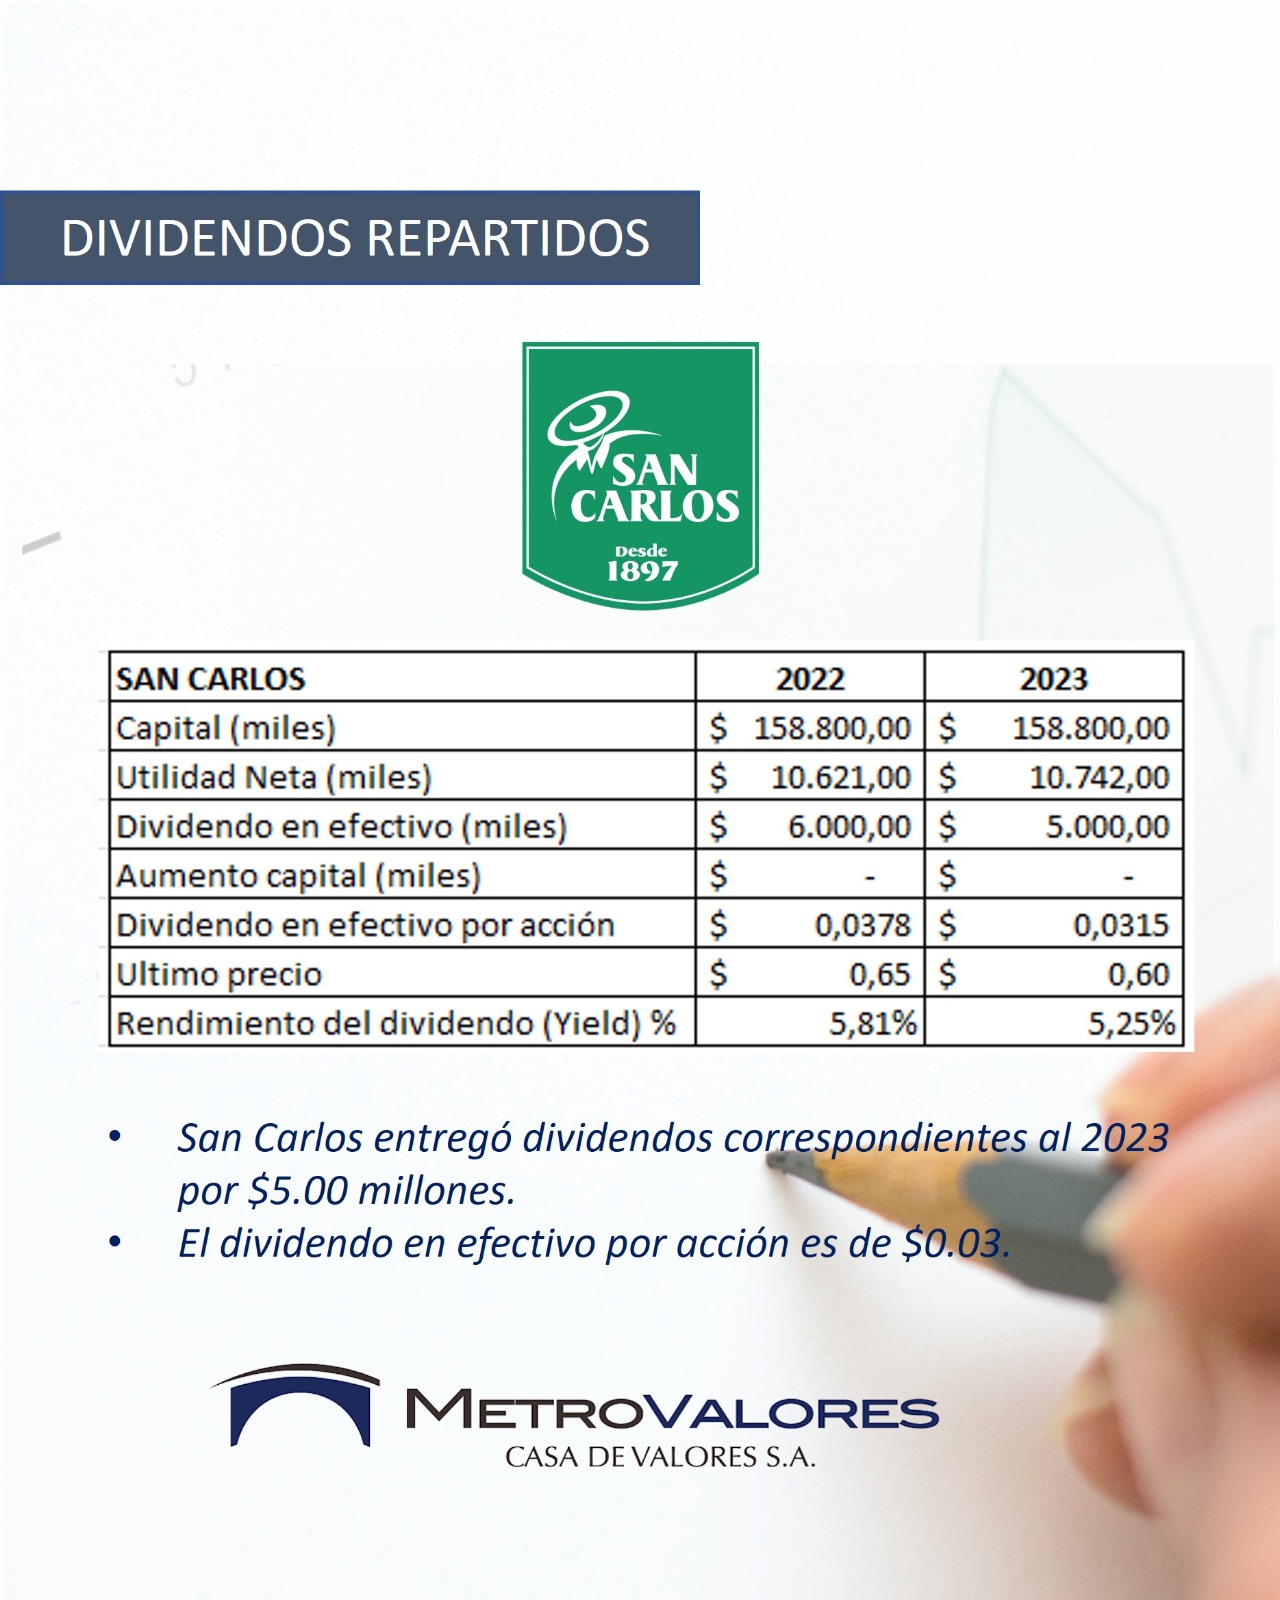 DIVIDENDOS REPARTIDOS
SAN
CARLOS
Desde
1897
SAN CARLOS 2022 2023
Capital (miles) $ 158.800,00 $ 158.800,00
Utilidad Neta (miles) $ 10.621,00 $ 10.742,00
Dividendo en efectivo (miles) $ 6.000,00 $ 5.000,00
Aumento capital (miles) $ - $ -
Dividendo en efectivo por acción $ 0,0378 $ 0,0315
Ultimo precio $ 0,65 $ 0,60
Rendimiento del dividendo (Yield) % 5,81% 5,25%
• San Carlos entregó dividendos correspondientes al 2023
por $5.00 millones.
• El dividendo en efectivo por acción es de $0.03.
METROVALORES
CASA DE VALORES S.A.